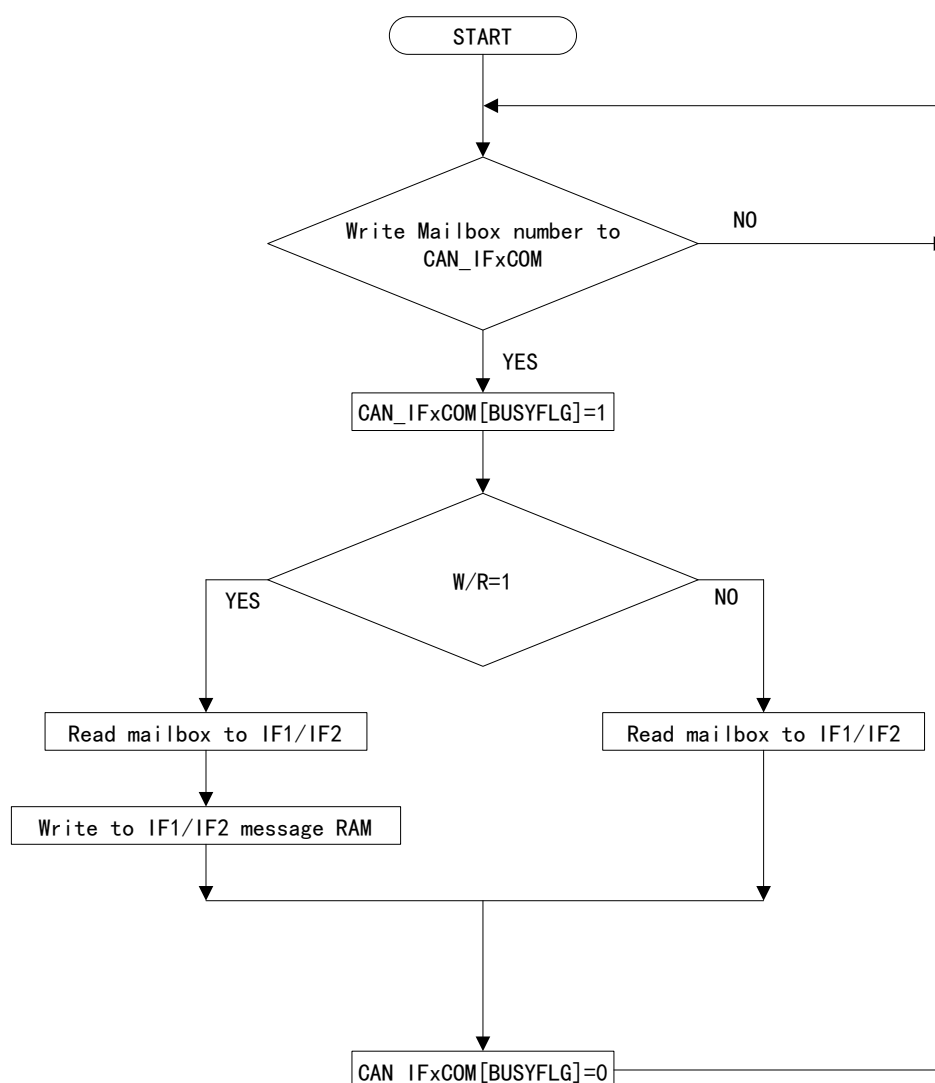 START
Write Mailbox number to
CAN_IFxCOM
NO
YES
CAN_IFxCOM[BUSYFLG]=1
W/R=1
YES
NO
Read mailbox to IF1/IF2
Read mailbox to IF1/IF2
Write to IF1/IF2 message RAM
CAN_IFxCOM[BUSYFLG]=0